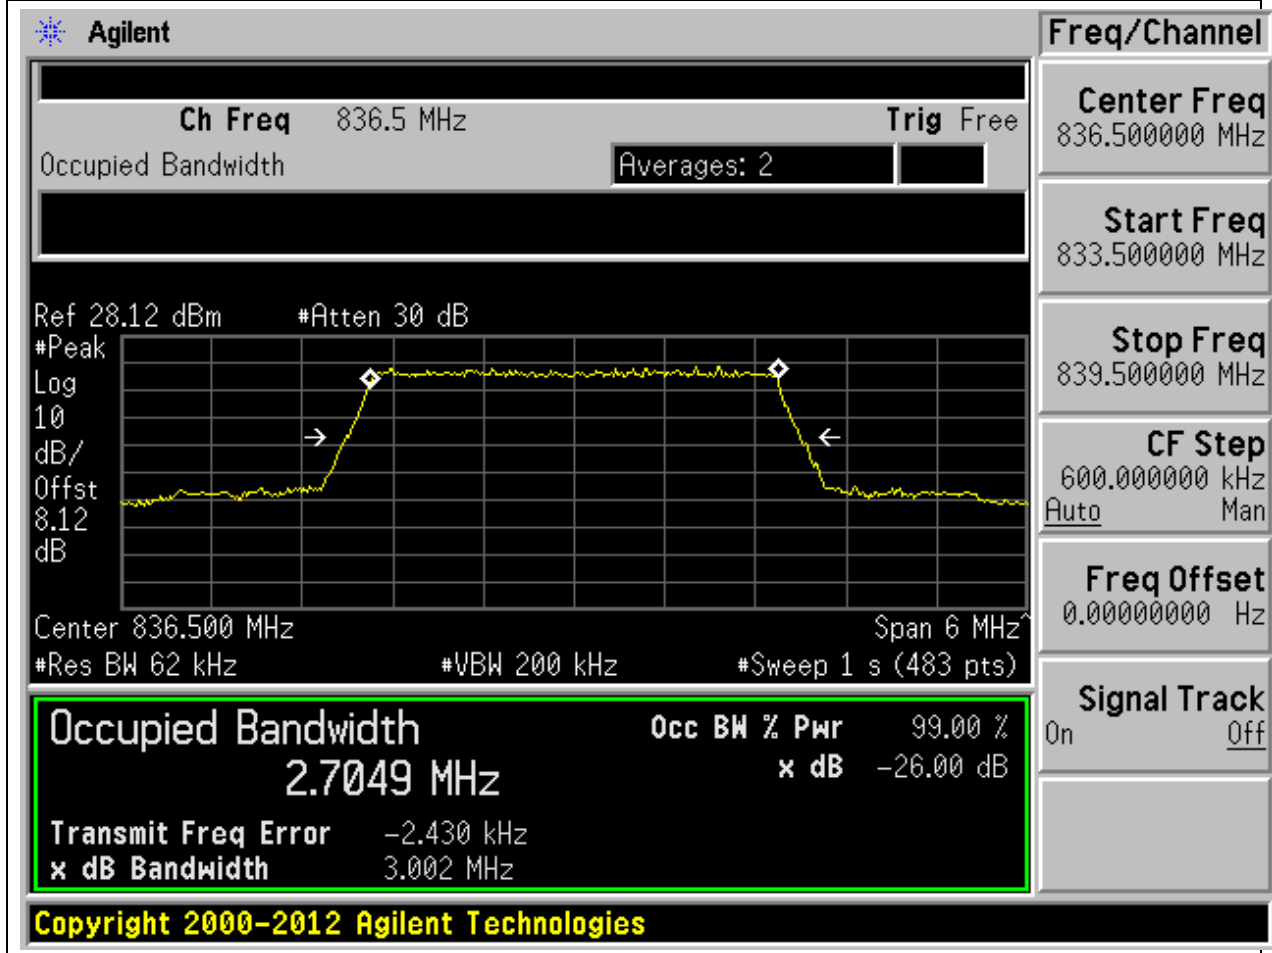 Agilent
Freq/Channel
Ch Freq 836.5 MHz Trig Free
Occupied Bandwidth Averages: 2
Center Freq
836.500000 MHz
Start Freq
833.500000 MHz
Stop Freq
839.500000 MHz
CF Step
600.000000 kHz
Auto Man
Freq Offset
0.00000000 Hz
Signal Track
On Off
Ref 28.12 dBm #Atten 30 dB
#Peak
Log
10
dB/
Offst
8.12
dB
Center 836.500 MHz Span 6 MHz^
#Res BW 62 kHz #VBW 200 kHz #Sweep 1 s (483 pts)
Occupied Bandwidth Occ BW % Pwr 99.00 %
2.7049 MHz x dB -26.00 dB
Transmit Freq Error -2.430 kHz
x dB Bandwidth 3.002 MHz
Copyright 2000-2012 Agilent Technologies